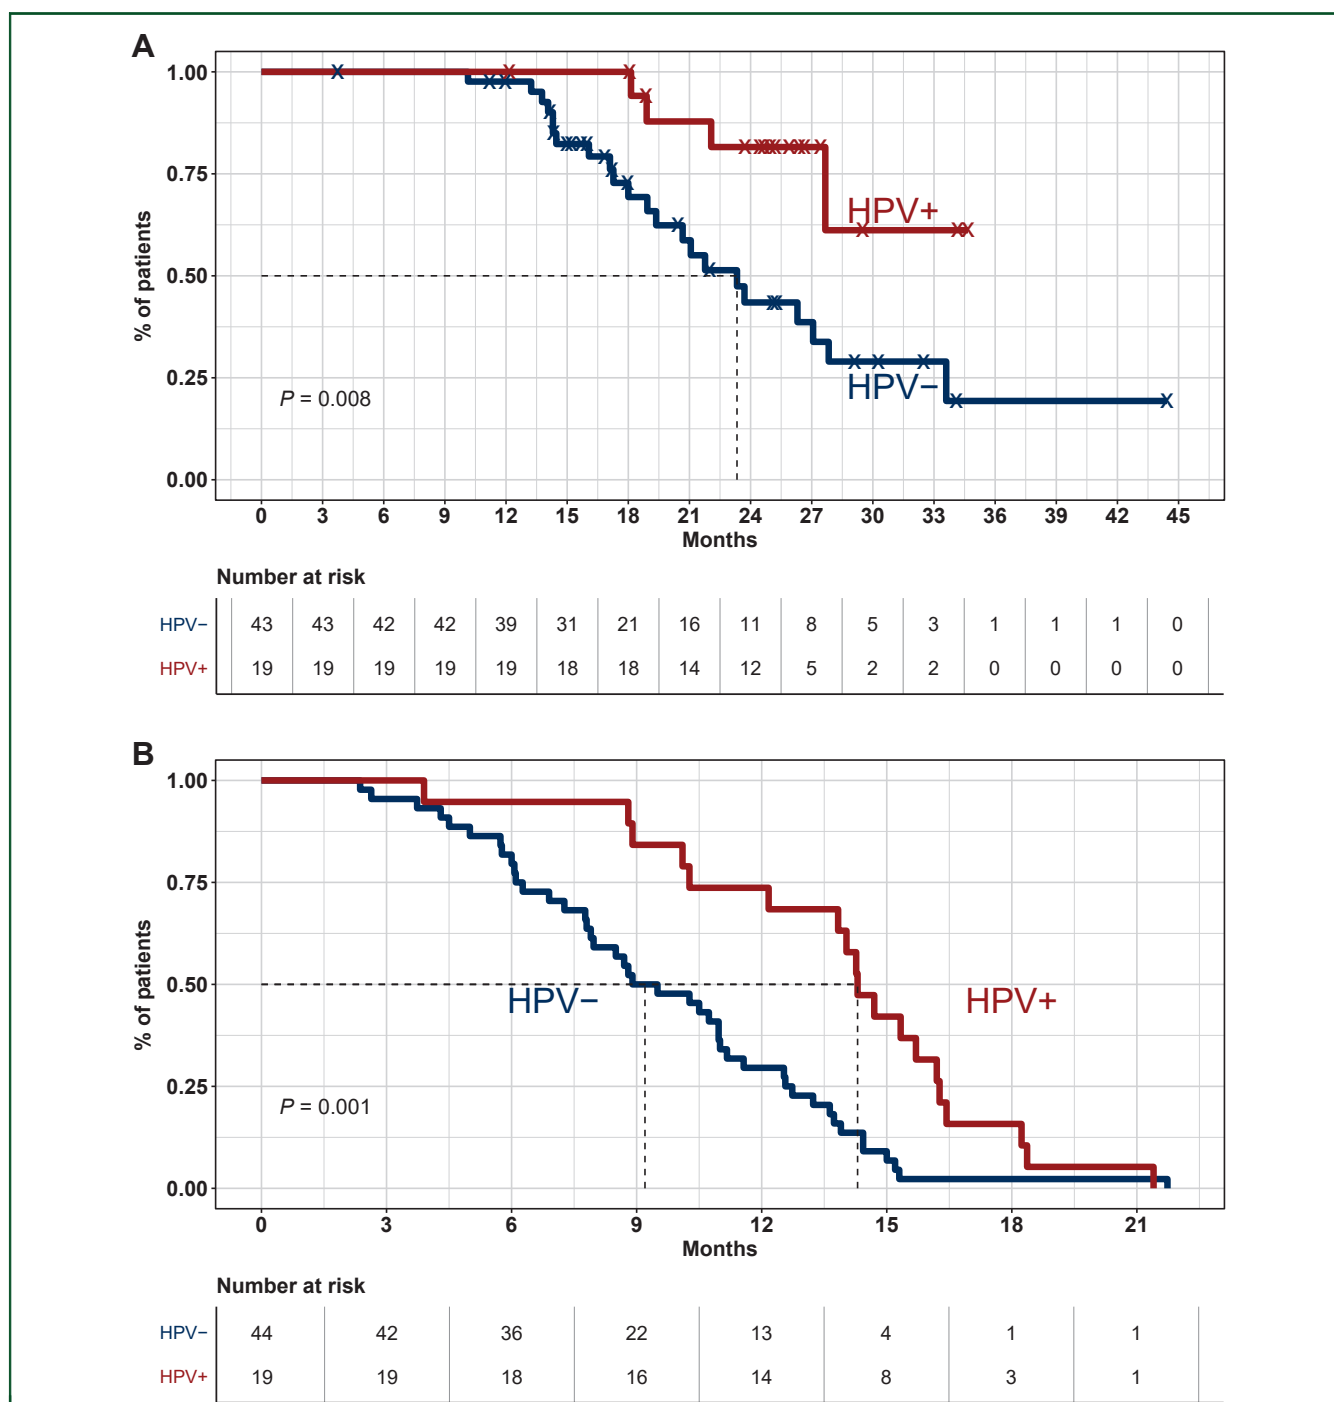 A
1.00
0.75
0.50
0.25
0.00
% of patients
HPV+
HPV−
P = 0.008
0 3 6 9 12 15 18 21 24 27 30 33 36 39 42 45
Months
Number at risk
HPV− 43 43 42 42 39 31 21 16 11 8 5 3 1 1 1 0
HPV+ 19 19 19 19 19 18 18 14 12 5 2 2 0 0 0 0
B
1.00
0.75
0.50
0.25
0.00
% of patients
HPV− HPV+
P = 0.001
0 3 6 9 12 15 18 21
Months
Number at risk
HPV− 44 42 36 22 13 4 1 1
HPV+ 19 19 18 16 14 8 3 1